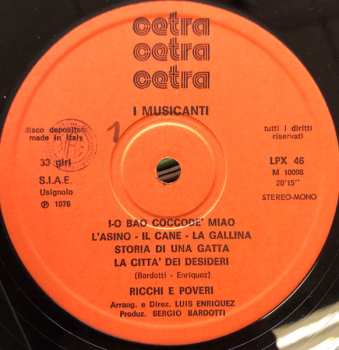 cetra
cetra
cetra
I MUSICANTI
disco depositato
made in Italy
tutti i diritti
riservati
33 giri
S.I.A.E.
Usignolo
Ⓟ 1976
1
LPX 46
M 10098
20'15"
STEREO-MONO
I-O BAO COCCODE' MIAO
L'ASINO - IL CANE - LA GALLINA
STORIA DI UNA GATTA
LA CITTA' DEI DESIDERI
(Bardotti - Enriquez)
RICCHI E POVERI
Arrang. e Direz. LUIS ENRIQUEZ
Produz. SERGIO BARDOTTI